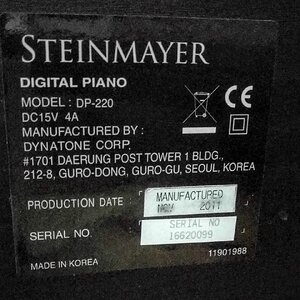 STEINMAYER
DIGITAL PIANO
MODEL : DP-220
DC15V 4A
MANUFACTURED BY :
DYNATONE CORP.
#1701 DAERUNG POST TOWER 1 BLDG.,
212-8, GURO-DONG, GURO-GU, SEOUL, KOREA
PRODUCTION DATE :
MANUFACTURED
NOV 2011
SERIAL NO.
SERIAL NO
16620099
MADE IN KOREA
11901988